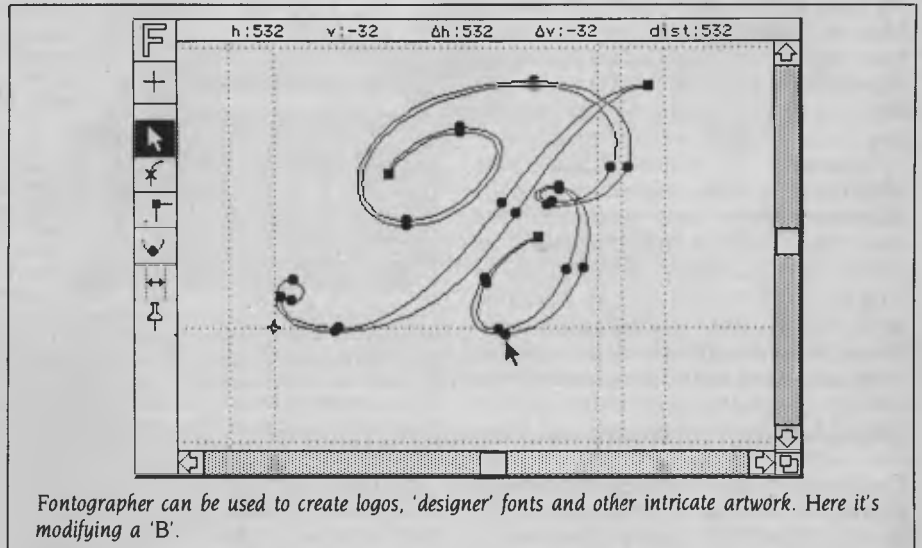 F h:532 v:-32 Δh:532 Δv:-32 dist:532
Fontographer can be used to create logos, 'designer' fonts and other intricate artwork. Here it's
modifying a 'B'.